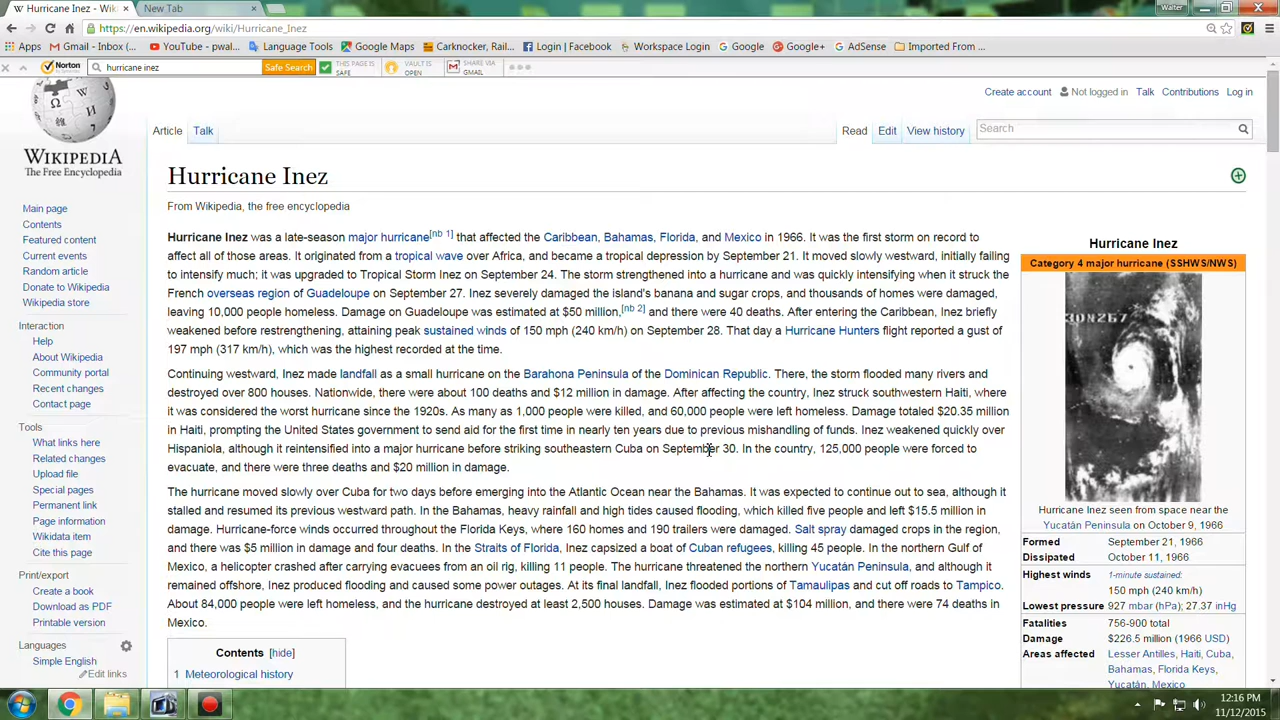 Hurricane Inez - Wiki
New Tab
Walter
https://en.wikipedia.org/wiki/Hurricane_Inez
Apps
Gmail - Inbox (...
YouTube - pwal...
Language Tools
Google Maps
Carknocker, Rail...
Login | Facebook
Workspace Login
Google
Google+
AdSense
Imported From ...
Norton
by Symantec
hurricane inez
Safe Search
THIS PAGE IS
SAFE
VAULT IS
OPEN
SHARE VIA
GMAIL
Create account
Not logged in
Talk
Contributions
Log in
Article
Talk
Read
Edit
View history
Search
WIKIPEDIA
The Free Encyclopedia
Main page
Contents
Featured content
Current events
Random article
Donate to Wikipedia
Wikipedia store
Interaction
Help
About Wikipedia
Community portal
Recent changes
Contact page
Tools
What links here
Related changes
Upload file
Special pages
Permanent link
Page information
Wikidata item
Cite this page
Print/export
Create a book
Download as PDF
Printable version
Languages
Simple English
Edit links
Hurricane Inez
From Wikipedia, the free encyclopedia
Hurricane Inez was a late-season major hurricane[nb 1] that affected the Caribbean, Bahamas, Florida, and Mexico in 1966. It was the first storm on record to
affect all of those areas. It originated from a tropical wave over Africa, and became a tropical depression by September 21. It moved slowly westward, initially failing
to intensify much; it was upgraded to Tropical Storm Inez on September 24. The storm strengthened into a hurricane and was quickly intensifying when it struck the
French overseas region of Guadeloupe on September 27. Inez severely damaged the island's banana and sugar crops, and thousands of homes were damaged,
leaving 10,000 people homeless. Damage on Guadeloupe was estimated at $50 million,[nb 2] and there were 40 deaths. After entering the Caribbean, Inez briefly
weakened before restrengthening, attaining peak sustained winds of 150 mph (240 km/h) on September 28. That day a Hurricane Hunters flight reported a gust of
197 mph (317 km/h), which was the highest recorded at the time.
Continuing westward, Inez made landfall as a small hurricane on the Barahona Peninsula of the Dominican Republic. There, the storm flooded many rivers and
destroyed over 800 houses. Nationwide, there were about 100 deaths and $12 million in damage. After affecting the country, Inez struck southwestern Haiti, where
it was considered the worst hurricane since the 1920s. As many as 1,000 people were killed, and 60,000 people were left homeless. Damage totaled $20.35 million
in Haiti, prompting the United States government to send aid for the first time in nearly ten years due to previous mishandling of funds. Inez weakened quickly over
Hispaniola, although it reintensified into a major hurricane before striking southeastern Cuba on September 30. In the country, 125,000 people were forced to
evacuate, and there were three deaths and $20 million in damage.
The hurricane moved slowly over Cuba for two days before emerging into the Atlantic Ocean near the Bahamas. It was expected to continue out to sea, although it
stalled and resumed its previous westward path. In the Bahamas, heavy rainfall and high tides caused flooding, which killed five people and left $15.5 million in
damage. Hurricane-force winds occurred throughout the Florida Keys, where 160 homes and 190 trailers were damaged. Salt spray damaged crops in the region,
and there was $5 million in damage and four deaths. In the Straits of Florida, Inez capsized a boat of Cuban refugees, killing 45 people. In the northern Gulf of
Mexico, a helicopter crashed after carrying evacuees from an oil rig, killing 11 people. The hurricane threatened the northern Yucatán Peninsula, and although it
remained offshore, Inez produced flooding and caused some power outages. At its final landfall, Inez flooded portions of Tamaulipas and cut off roads to Tampico.
About 84,000 people were left homeless, and the hurricane destroyed at least 2,500 houses. Damage was estimated at $104 million, and there were 74 deaths in
Mexico.
Contents [hide]
1 Meteorological history
Hurricane Inez
Category 4 major hurricane (SSHWS/NWS)
Hurricane Inez seen from space near the
Yucatán Peninsula on October 9, 1966
Formed September 21, 1966
Dissipated October 11, 1966
Highest winds 1-minute sustained:
150 mph (240 km/h)
Lowest pressure 927 mbar (hPa); 27.37 inHg
Fatalities 756-900 total
Damage $226.5 million (1966 USD)
Areas affected Lesser Antilles, Haiti, Cuba,
Bahamas, Florida Keys,
Yucatán, Mexico
12:16 PM
11/12/2015